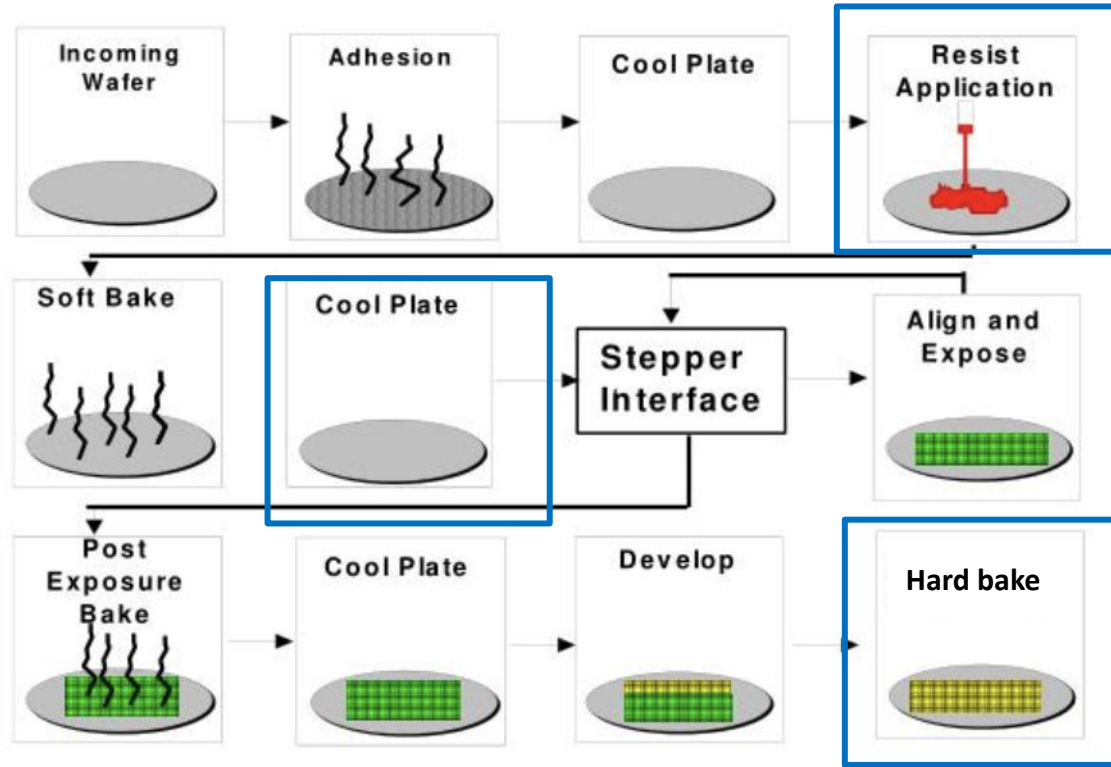 Incoming
Wafer
Adhesion
Cool Plate
Resist
Application
Soft Bake
Cool Plate
Stepper
Interface
Align and
Expose
Post
Exposure
Bake
Cool Plate
Develop
Hard bake